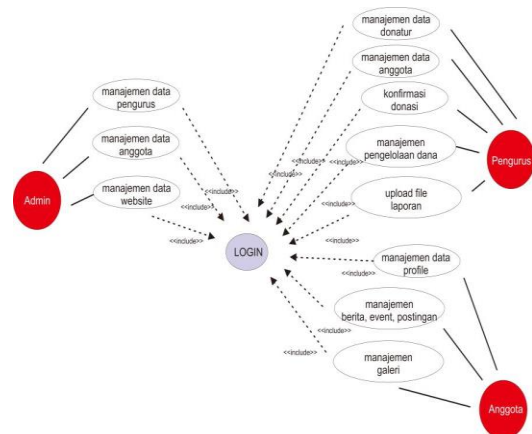 manajemen data
donatur
manajemen data
anggota
konfirmasi
donasi
manajemen
pengelolaan dana
upload file
laporan
Pengurus
manajemen data
pengurus
manajemen data
anggota
manajemen data
website
Admin
<<include>>
<<include>>
<<include>>
<<include>>
<<include>>
<<include>>
<<include>>
<<include>>
LOGIN
manajemen data
profile
<<include>>
manajemen
berita, event, postingan
<<include>>
manajemen
galeri
<<include>>
Anggota